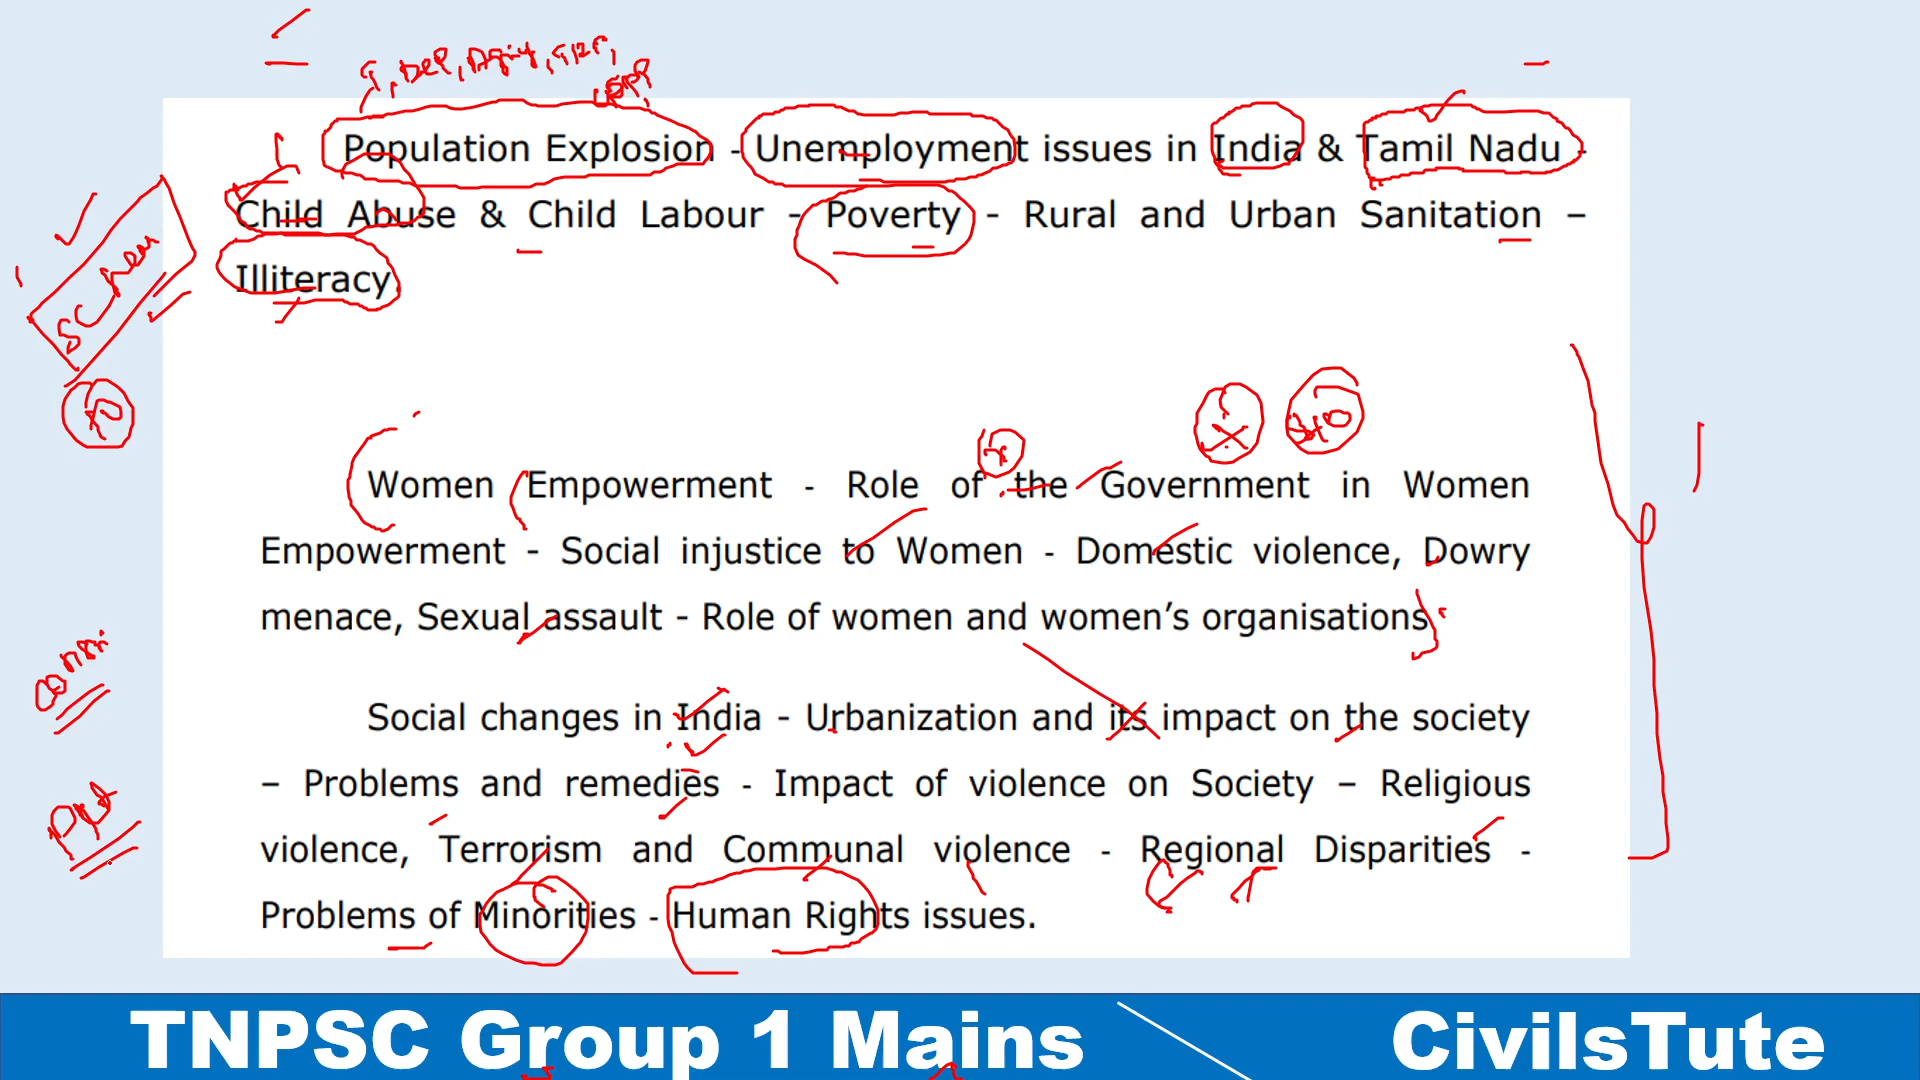 Population Explosion - Unemployment issues in India & Tamil Nadu -
Child Abuse & Child Labour - Poverty - Rural and Urban Sanitation –
Illiteracy
Women Empowerment - Role of the Government in Women
Empowerment - Social injustice to Women - Domestic violence, Dowry
menace, Sexual assault - Role of women and women’s organisations
Social changes in India - Urbanization and its impact on the society
– Problems and remedies - Impact of violence on Society – Religious
violence, Terrorism and Communal violence - Regional Disparities -
Problems of Minorities - Human Rights issues.
TNPSC Group 1 Mains
CivilsTute